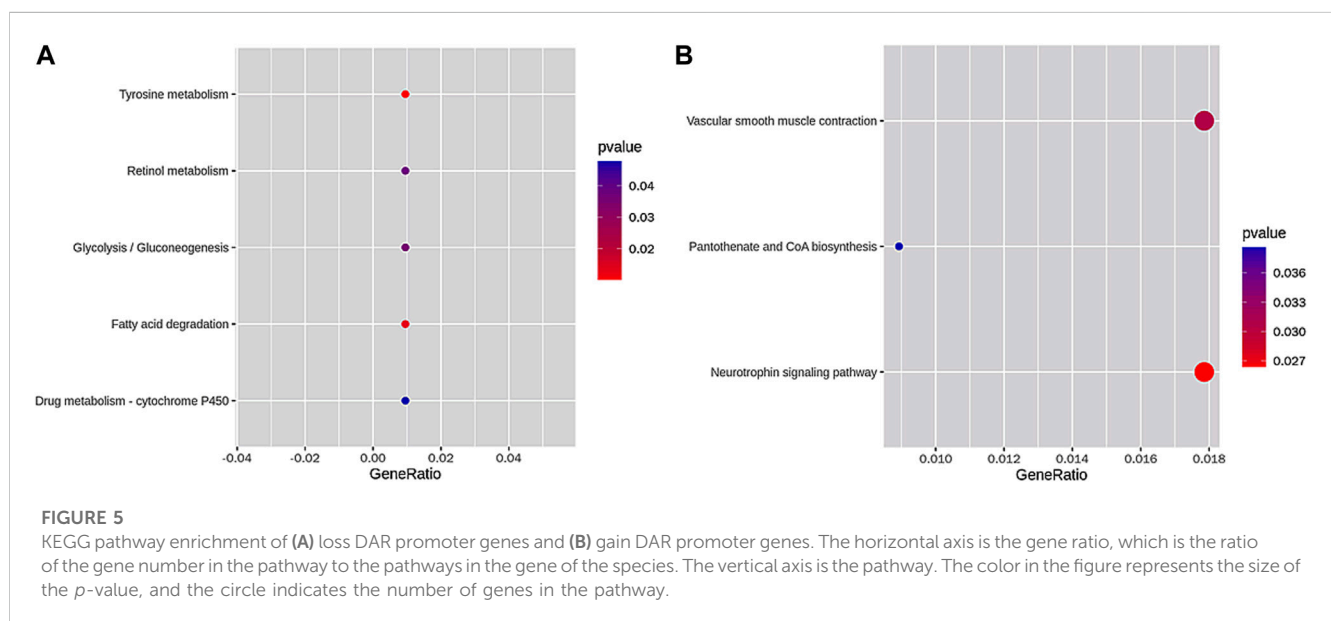 A
Tyrosine metabolism
Retinol metabolism
Glycolysis / Gluconeogenesis
Fatty acid degradation
Drug metabolism - cytochrome P450
-0.04 -0.02 0.00 0.02 0.04
GeneRatio
pvalue
0.04
0.03
0.02
B
Vascular smooth muscle contraction
Pantothenate and CoA biosynthesis
Neurotrophin signaling pathway
0.010 0.012 0.014 0.016 0.018
GeneRatio
pvalue
0.036
0.033
0.030
0.027
FIGURE 5
KEGG pathway enrichment of (A) loss DAR promoter genes and (B) gain DAR promoter genes. The horizontal axis is the gene ratio, which is the ratio
of the gene number in the pathway to the pathways in the gene of the species. The vertical axis is the pathway. The color in the figure represents the size of
the p-value, and the circle indicates the number of genes in the pathway.